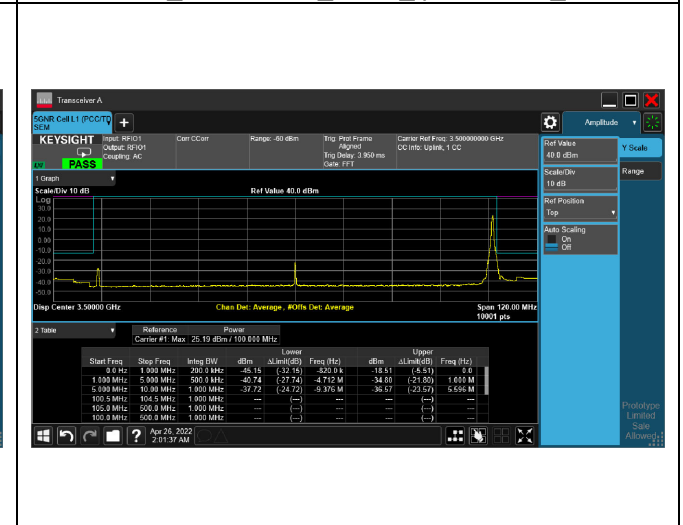 Transceiver A
5GNR Cell L1 (PCC/TD
SEM
Amplitude
KEYSIGHT
Input: RFIO1
Output: RFIO1
Coupling: AC
Corr CCorr
Range: -60 dBm
Trig: Prot Frame
Aligned
Trig Delay: 3.950 ms
Gate: FFT
Carrier Ref Freq: 3.500000000 GHz
CC Info: Uplink, 1 CC
PASS
Ref Value
40.0 dBm
Y Scale
Scale/Div
10 dB
Range
Ref Position
Top
Auto Scaling
On
Off
1 Graph
Scale/Div 10 dB
Ref Value 40.0 dBm
Log
30.0
20.0
10.0
0.00
-10.0
-20.0
-30.0
-40.0
-50.0
Disp Center 3.50000 GHz
Chan Det: Average , #Offs Det: Average
Span 120.00 MHz
10001 pts
2 Table
Reference Power
Carrier #1: Max 25.19 dBm / 100.000 MHz
Lower Upper
Start Freq Stop Freq Integ BW dBm ΔLimit(dB) Freq (Hz) dBm ΔLimit(dB) Freq (Hz)
0.0 Hz 1.000 MHz 200.0 kHz -45.15 (-32.15) -820.0 k -18.51 (-5.51) 0.0
1.000 MHz 5.000 MHz 500.0 kHz -40.74 (-27.74) -4.712 M -34.80 (-21.80) 1.000 M
5.000 MHz 10.00 MHz 1.000 MHz -37.72 (-24.72) -9.376 M -36.57 (-23.57) 5.596 M
100.5 MHz 104.5 MHz 1.000 MHz --- (---) --- --- (---) ---
105.0 MHz 500.0 MHz 1.000 MHz --- (---) --- --- (---) ---
100.0 MHz 500.0 MHz 1.000 MHz --- (---) --- --- (---) ---
Apr 26, 2022
2:01:37 AM
Prototype
Limited
Sale
Allowed